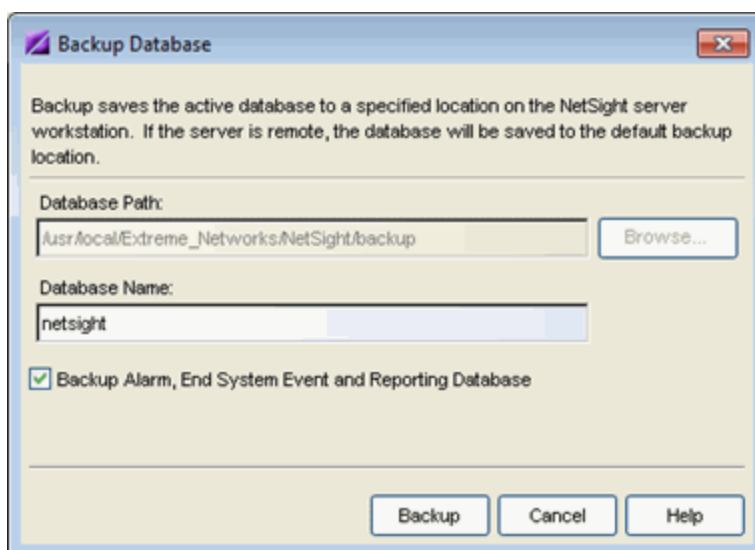 Backup Database
Backup saves the active database to a specified location on the NetSight server
workstation. If the server is remote, the database will be saved to the default backup
location.
Database Path:
/usr/local/Extreme_Networks/NetSight/backup
Browse...
Database Name:
netsight
Backup Alarm, End System Event and Reporting Database
Backup
Cancel
Help